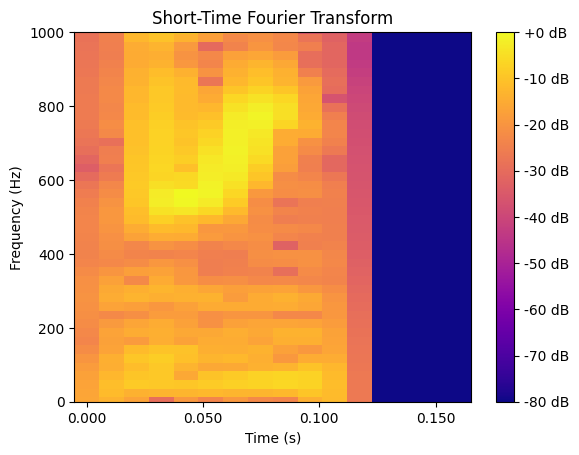 Short-Time Fourier Transform
1000
800
600
400
200
0
Frequency (Hz)
0.000
0.050
0.100
0.150
Time (s)
+0 dB
-10 dB
-20 dB
-30 dB
-40 dB
-50 dB
-60 dB
-70 dB
-80 dB